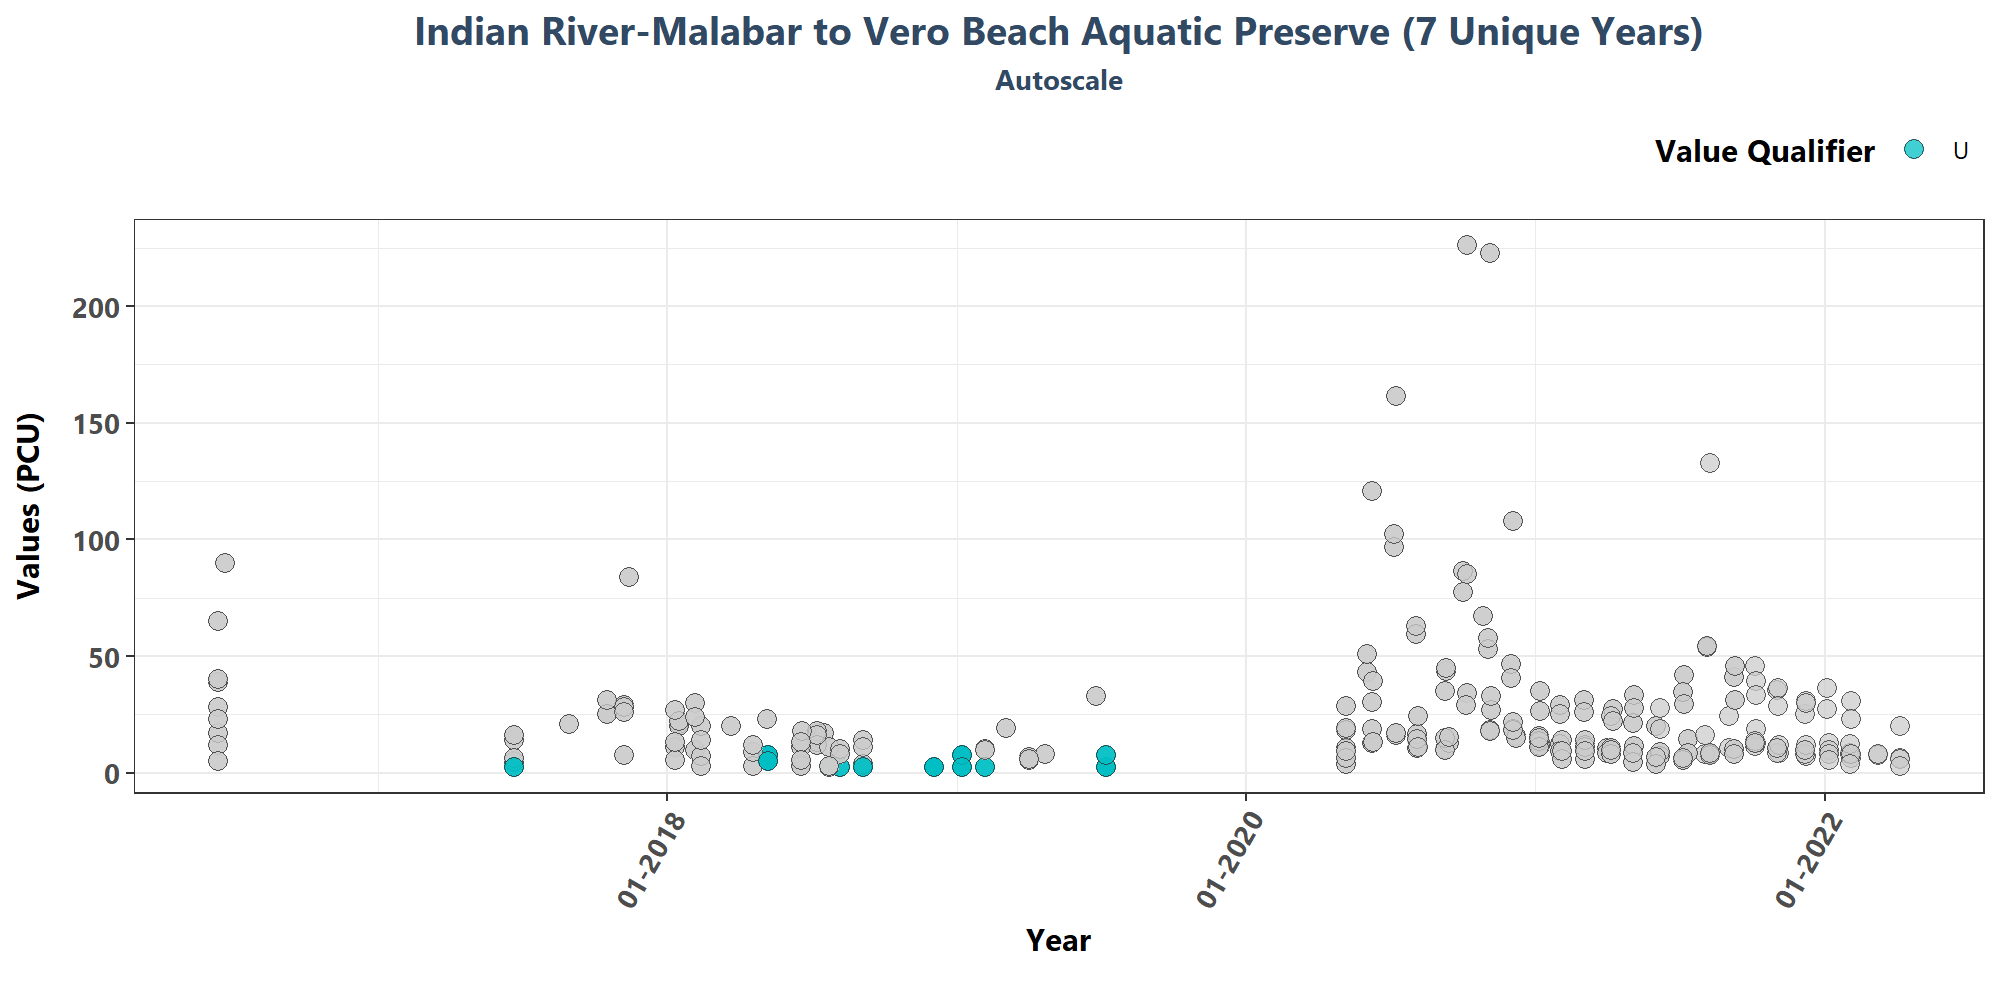 Indian River-Malabar to Vero Beach Aquatic Preserve (7 Unique Years)
Autoscale
Value Qualifier U
Values (PCU)
200
150
100
50
0
01-2018 01-2020 01-2022
Year